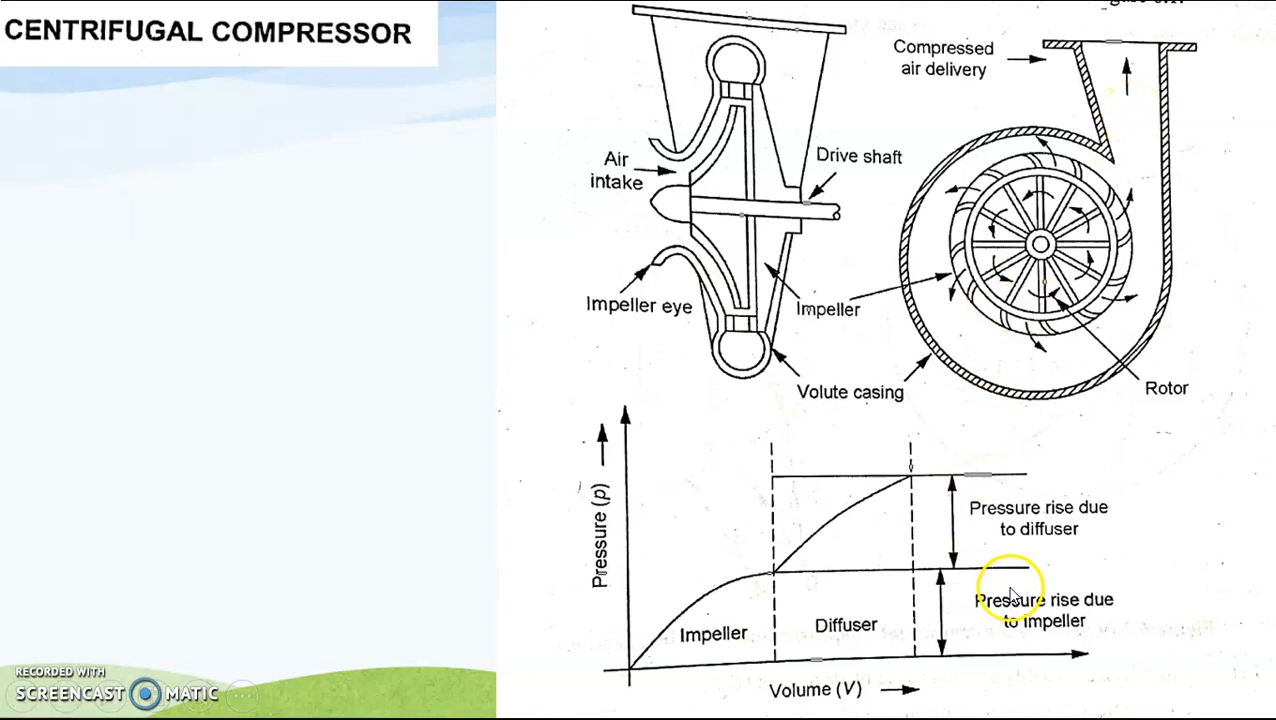 CENTRIFUGAL COMPRESSOR
Compressed
air delivery
Air
intake
Drive shaft
Impeller eye
Impeller
Volute casing
Rotor
Pressure (p)
Pressure rise due
to diffuser
Pressure rise due
to impeller
Impeller
Diffuser
Volume (V)
RECORDED WITH
SCREENCAST MATIC